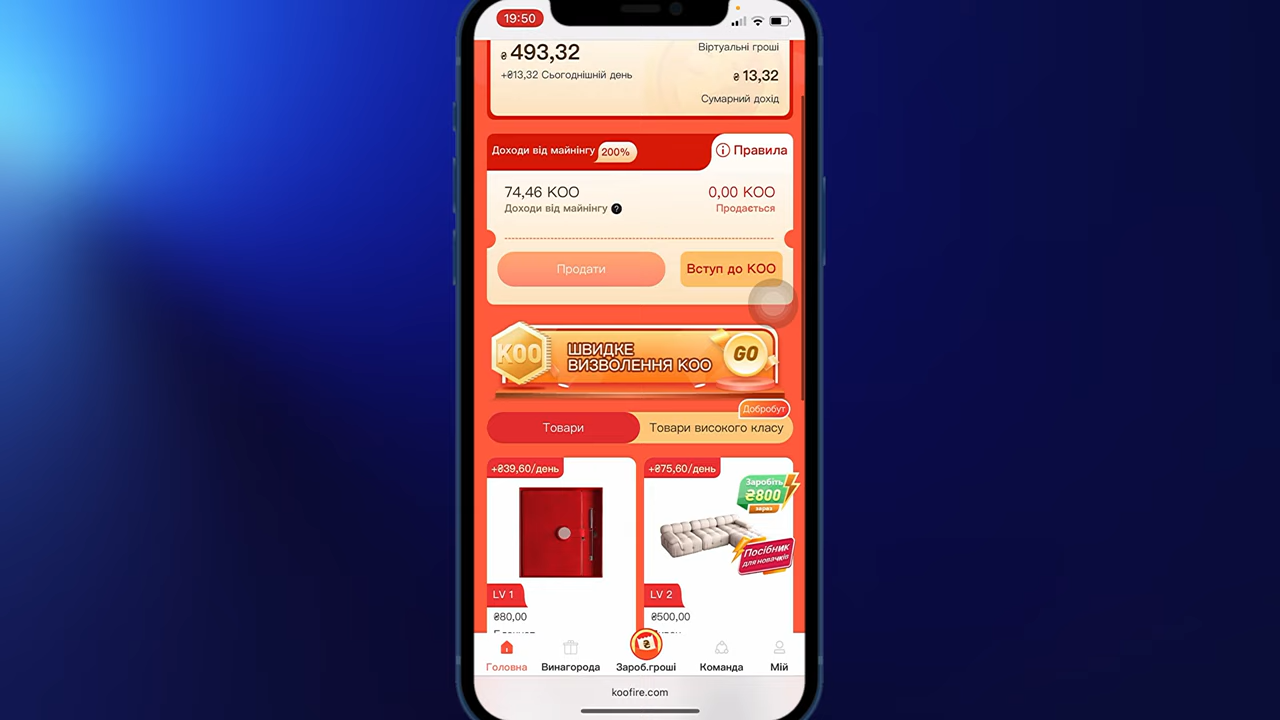 19:50
₴ 493,32
Віртуальні гроші
+₴13,32 Сьогоднішній день
₴ 13,32
Сумарний дохід
Доходи від майнінгу 200%
Правила
74,46 KOO
0,00 KOO
Доходи від майнінгу ?
Продається
Продати
Вступ до KOO
KOO
ШВИДКЕ
ВИЗВОЛЕННЯ KOO
GO
Добробут
Товари
Товари високого класу
+₴39,60/день
+₴75,60/день
Заробіть
₴800
зараз
Посібник
для новачків
LV 1
LV 2
₴80,00
₴500,00
Головна
Винагорода
Зароб.гроші
Команда
Мій
koofire.com